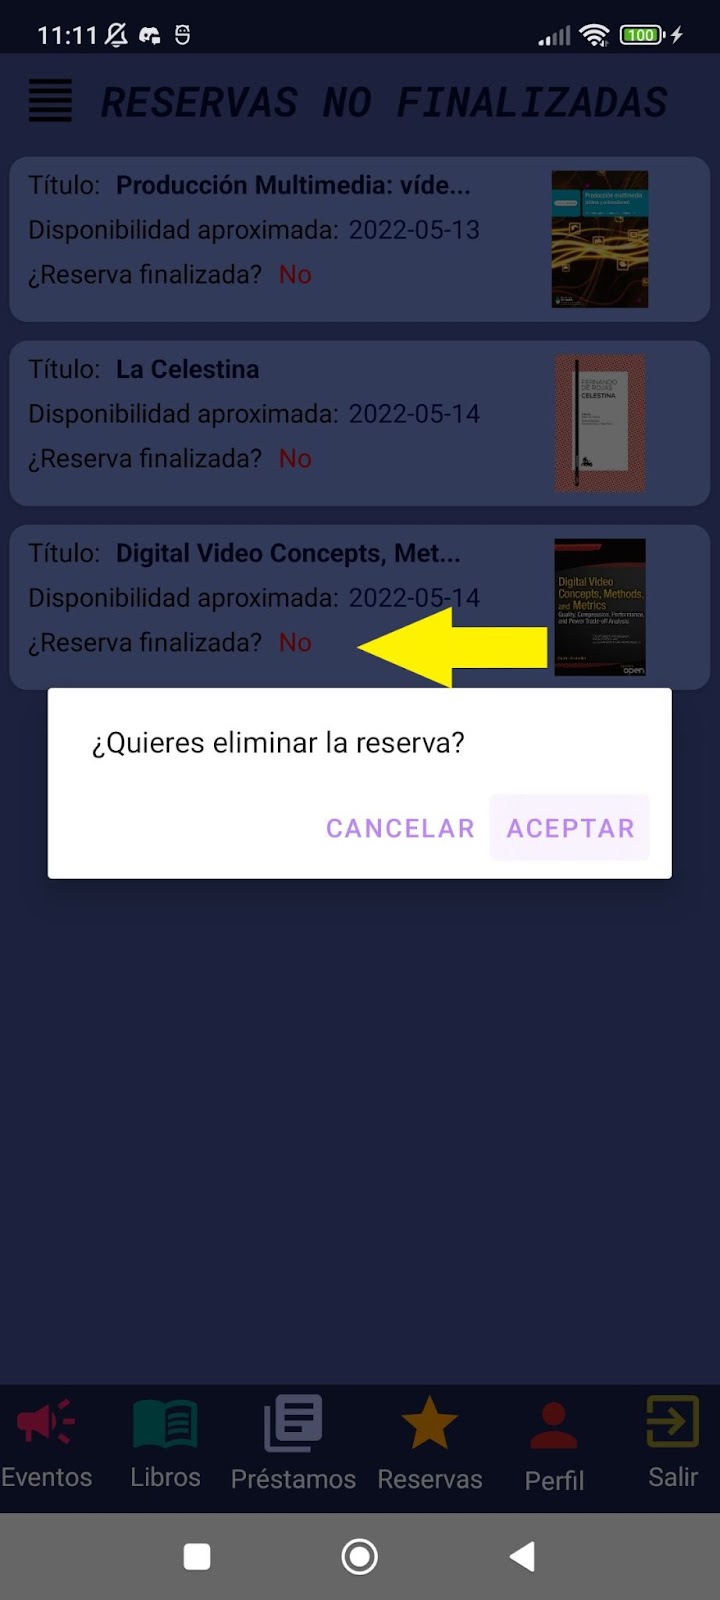 11:11
100
RESERVAS NO FINALIZADAS
Título: Producción Multimedia: víde...
Disponibilidad aproximada: 2022-05-13
¿Reserva finalizada? No
Producción multimedia
Título: La Celestina
Disponibilidad aproximada: 2022-05-14
¿Reserva finalizada? No
FERNANDO
DE ROJAS
CELESTINA
Título: Digital Video Concepts, Met...
Disponibilidad aproximada: 2022-05-14
¿Reserva finalizada? No
Digital Video
Concepts, Methods,
and Metrics
Quality, Compression, Performance,
and Power Trade-off Analysis
open
¿Quieres eliminar la reserva?
CANCELAR ACEPTAR
Eventos Libros Préstamos Reservas Perfil Salir